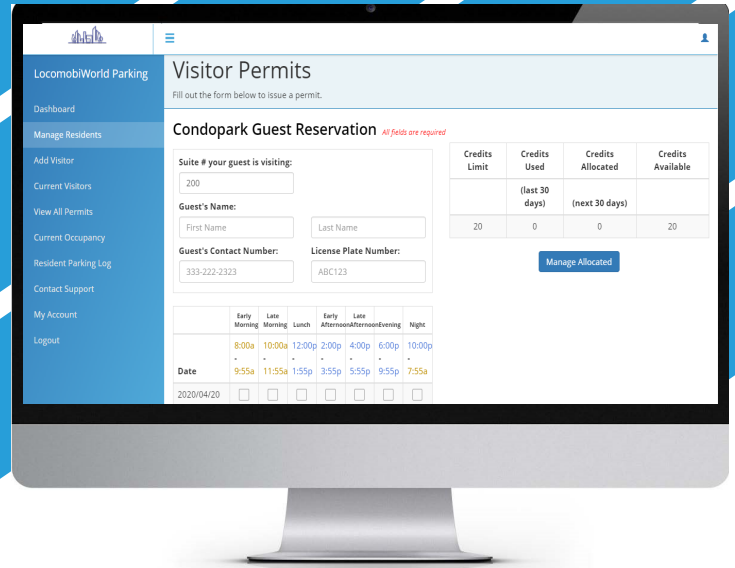 LocomobiWorld Parking
Dashboard
Manage Residents
Add Visitor
Current Visitors
View All Permits
Current Occupancy
Resident Parking Log
Contact Support
My Account
Logout
Visitor Permits
Fill out the form below to issue a permit.
Condopark Guest Reservation All fields are required
Suite # your guest is visiting:
200
Guest's Name:
First Name Last Name
Guest's Contact Number: License Plate Number:
333-222-2323 ABC123
Credits Limit Credits Used Credits Allocated Credits Available
(last 30 days) (next 30 days)
20 0 0 20
Manage Allocated
Early Morning Late Morning Lunch Early Afternoon Late Afternoon Evening Night
Date 8:00a - 9:55a 10:00a - 11:55a 12:00p - 1:55p 2:00p - 3:55p 4:00p - 5:55p 6:00p - 9:55p 10:00p - 7:55a
2020/04/20